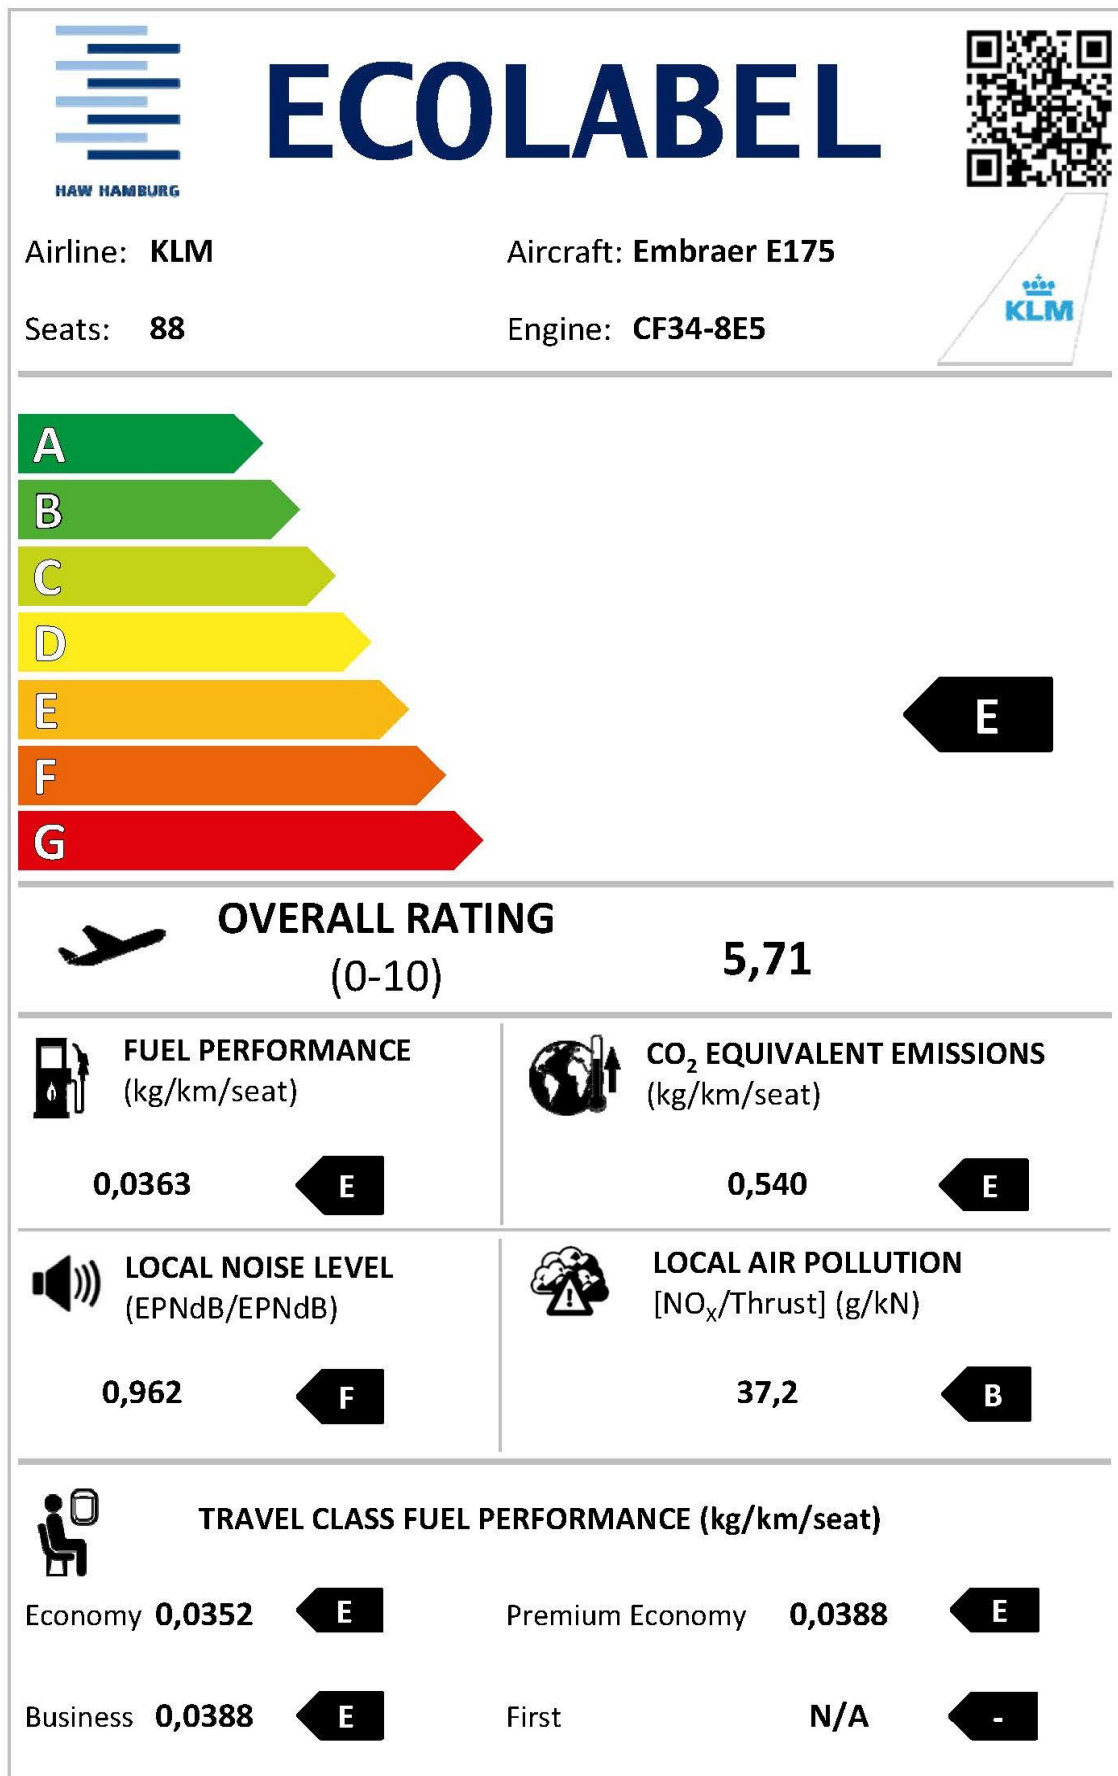 HAW HAMBURG
ECOLABEL
Airline: KLM
Aircraft: Embraer E175
KLM
Seats: 88
Engine: CF34-8E5
A
B
C
D
E
E
F
G
OVERALL RATING
(0-10)
5,71
FUEL PERFORMANCE
(kg/km/seat)
0,0363 E
CO₂ EQUIVALENT EMISSIONS
(kg/km/seat)
0,540 E
LOCAL NOISE LEVEL
(EPNdB/EPNdB)
0,962 F
LOCAL AIR POLLUTION
[NOₓ/Thrust] (g/kN)
37,2 B
TRAVEL CLASS FUEL PERFORMANCE (kg/km/seat)
Economy 0,0352 E
Premium Economy 0,0388 E
Business 0,0388 E
First N/A -